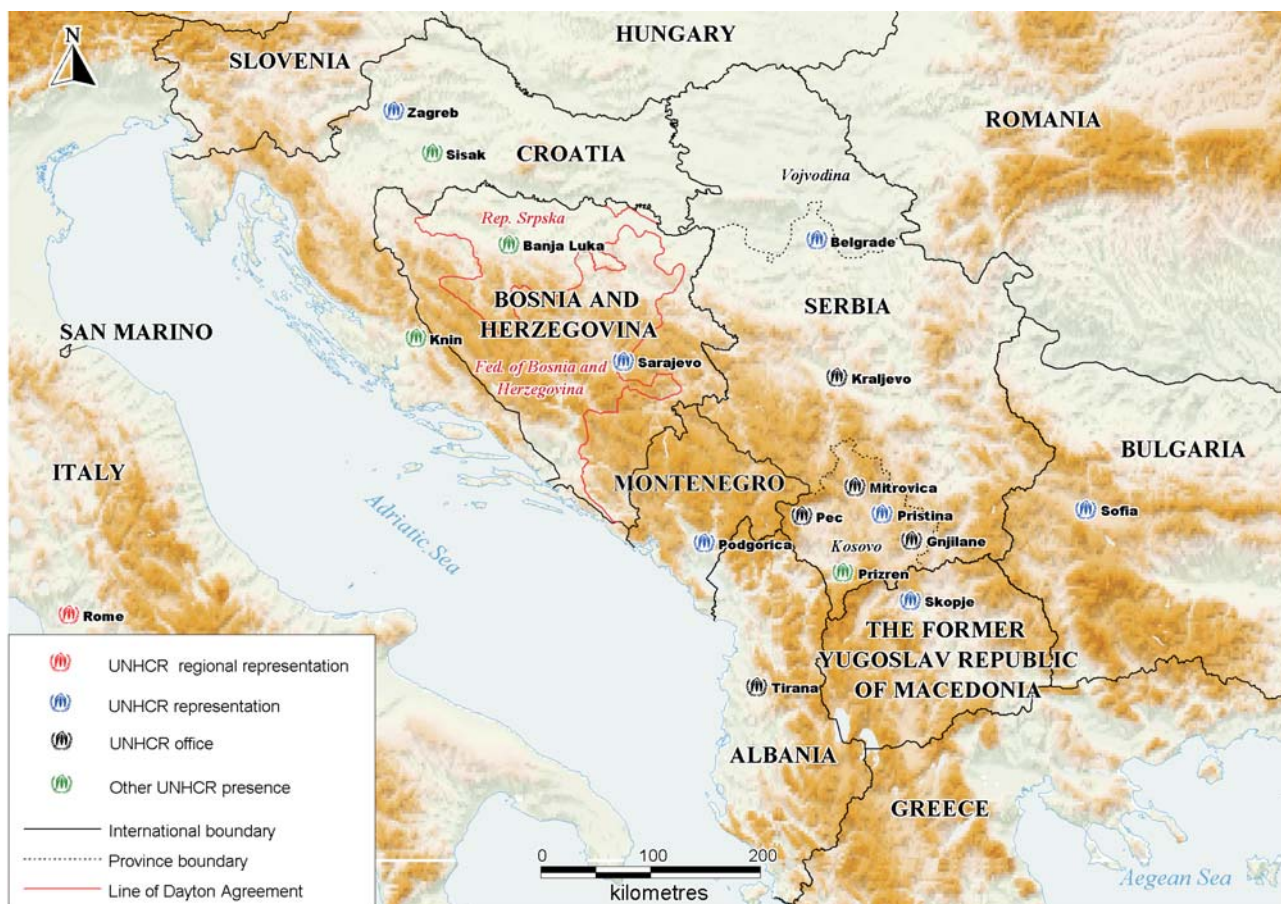 N
HUNGARY
SLOVENIA
ROMANIA
Zagreb
Sisak
CROATIA
Vojvodina
Rep. Srpska
Banja Luka
Belgrade
BOSNIA AND
HERZEGOVINA
SERBIA
SAN MARINO
Knin
Fed. of Bosnia and
Herzegovina
Sarajevo
Kraljevo
BULGARIA
ITALY
MONTENEGRO
Mitrovica
Adriatic Sea
Pec
Pristina
Sofia
Podgorica
Kosovo
Gnjilane
Prizren
Rome
Skopje
THE FORMER
YUGOSLAV REPUBLIC
OF MACEDONIA
Tirana
ALBANIA
GREECE
Aegean Sea
UNHCR regional representation
UNHCR representation
UNHCR office
Other UNHCR presence
International boundary
Province boundary
Line of Dayton Agreement
0 100 200
kilometres